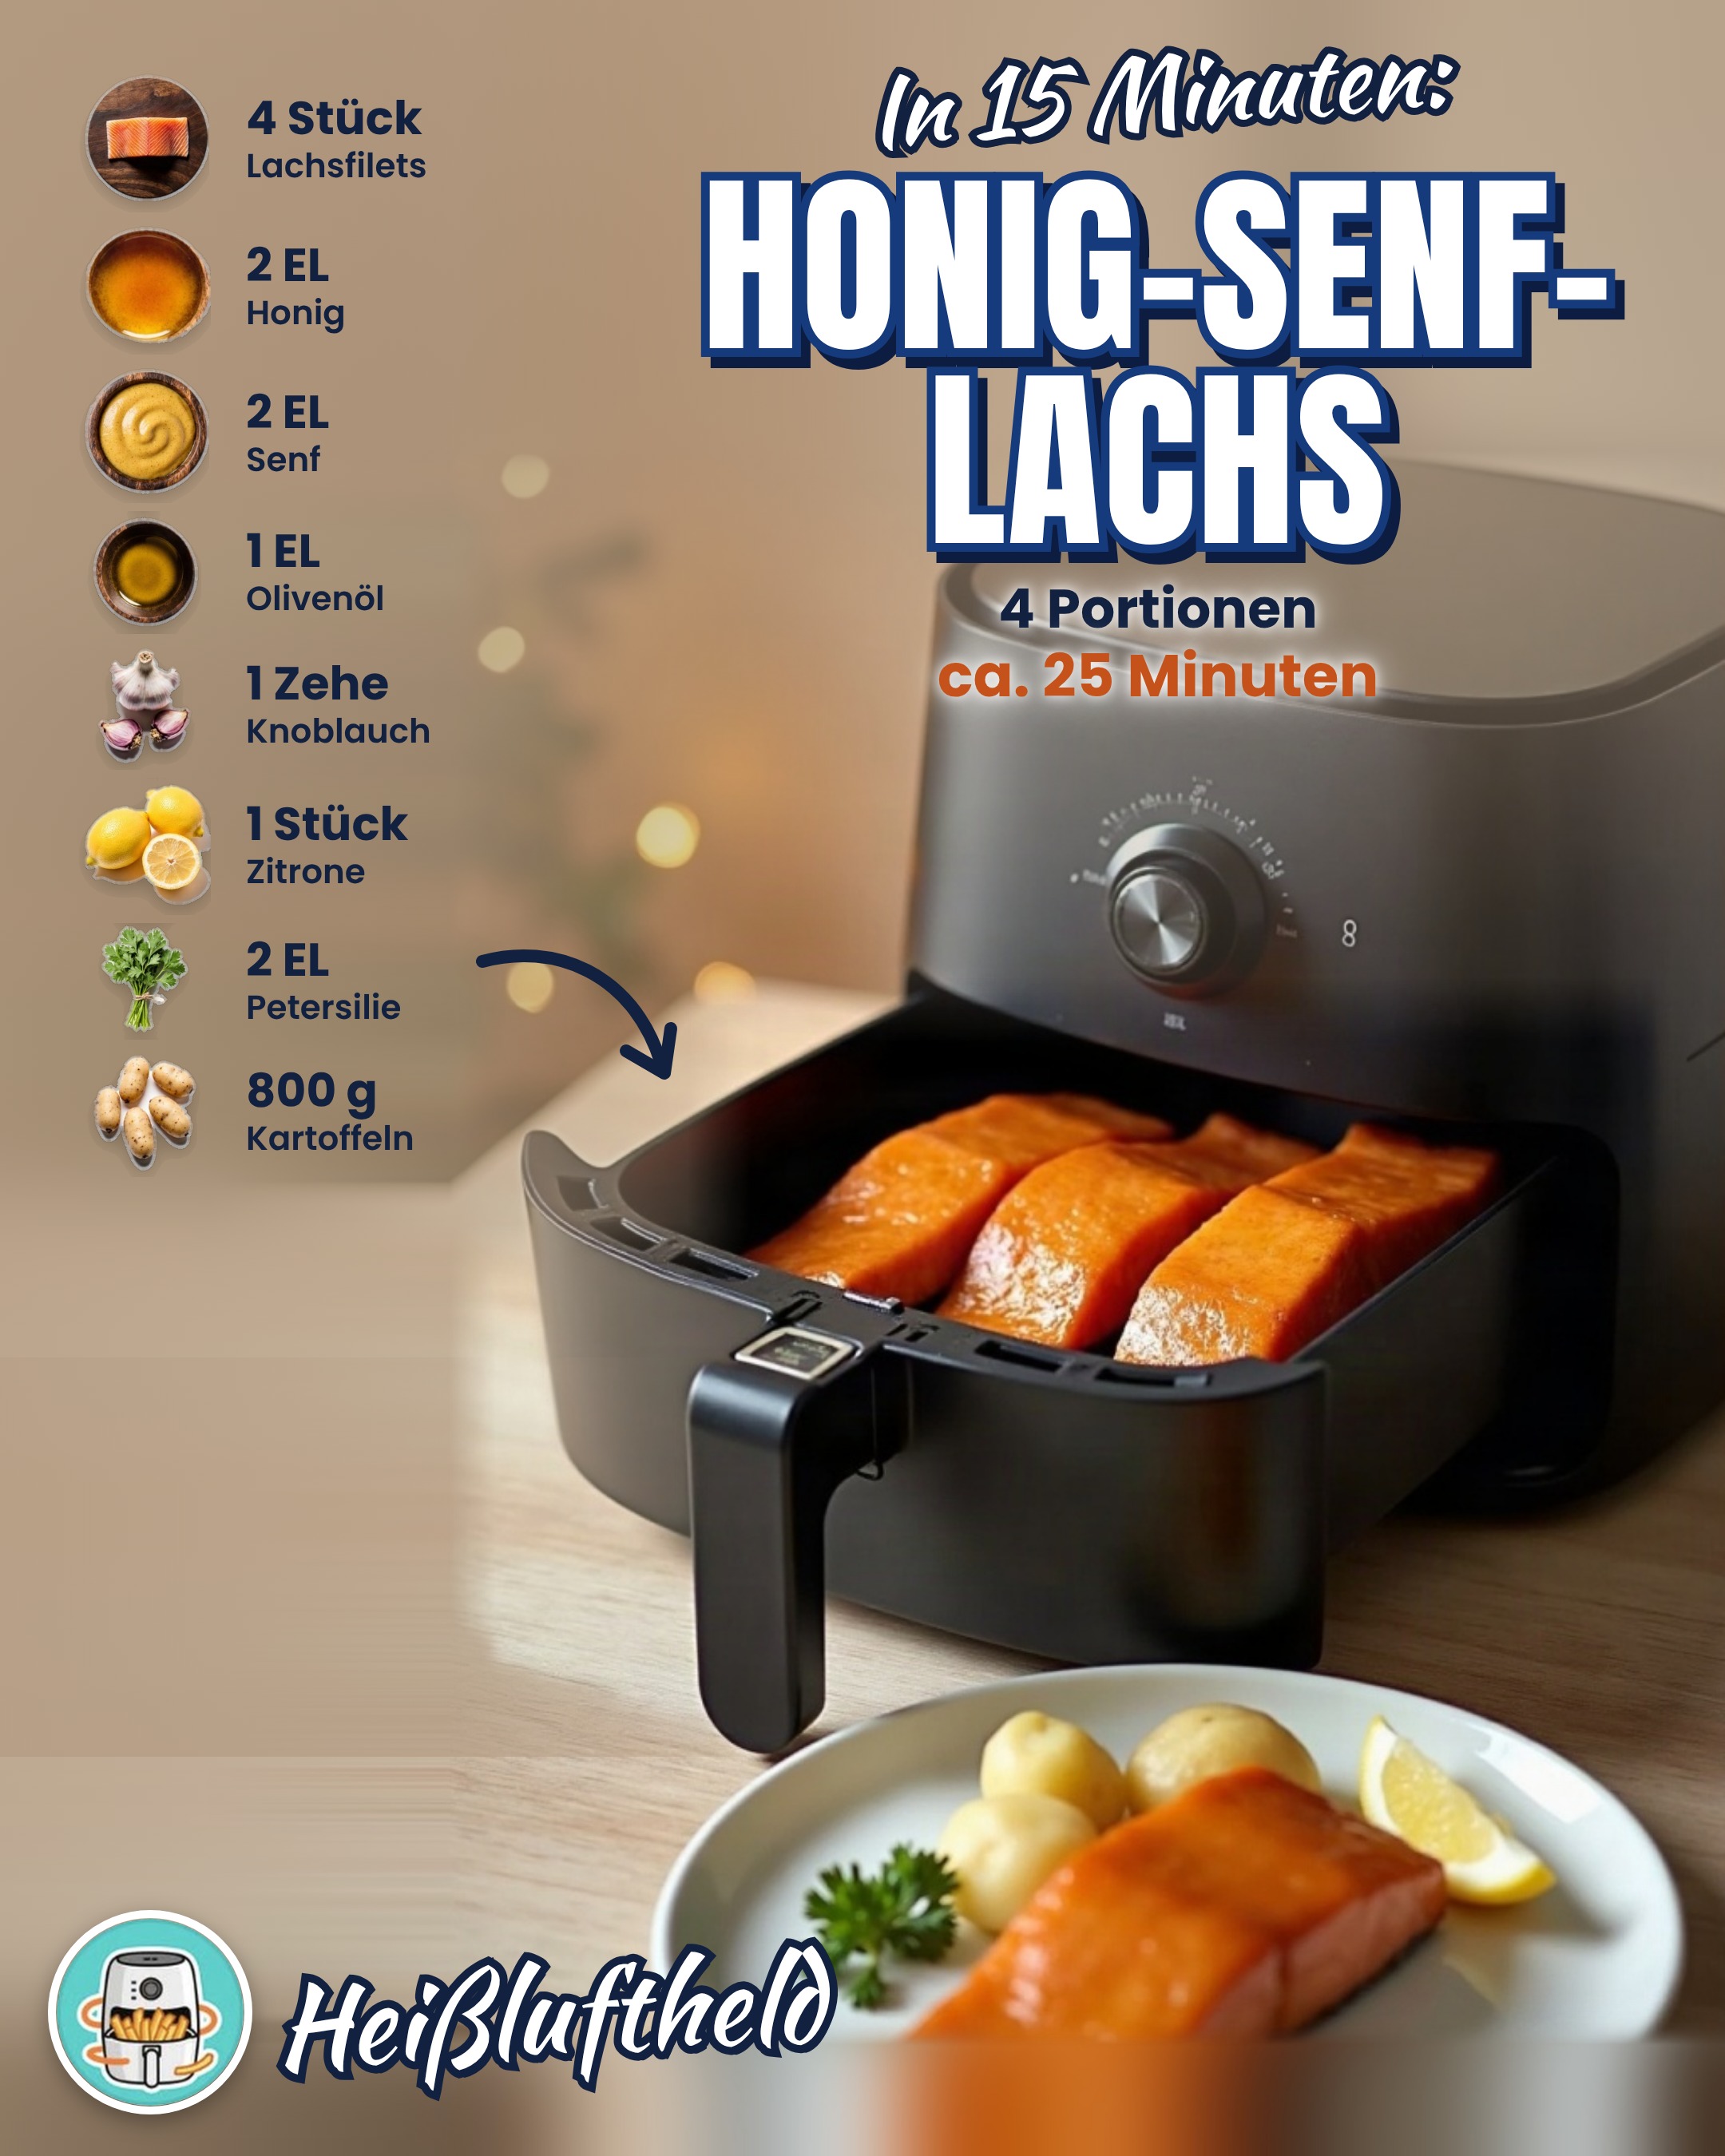 In 15 Minuten:
HONIG-SENF-
LACHS
4 Portionen
ca. 25 Minuten
4 Stück
Lachsfilets
2 EL
Honig
2 EL
Senf
1 EL
Olivenöl
1 Zehe
Knoblauch
1 Stück
Zitrone
2 EL
Petersilie
800 g
Kartoffeln
8
Heißluftheld